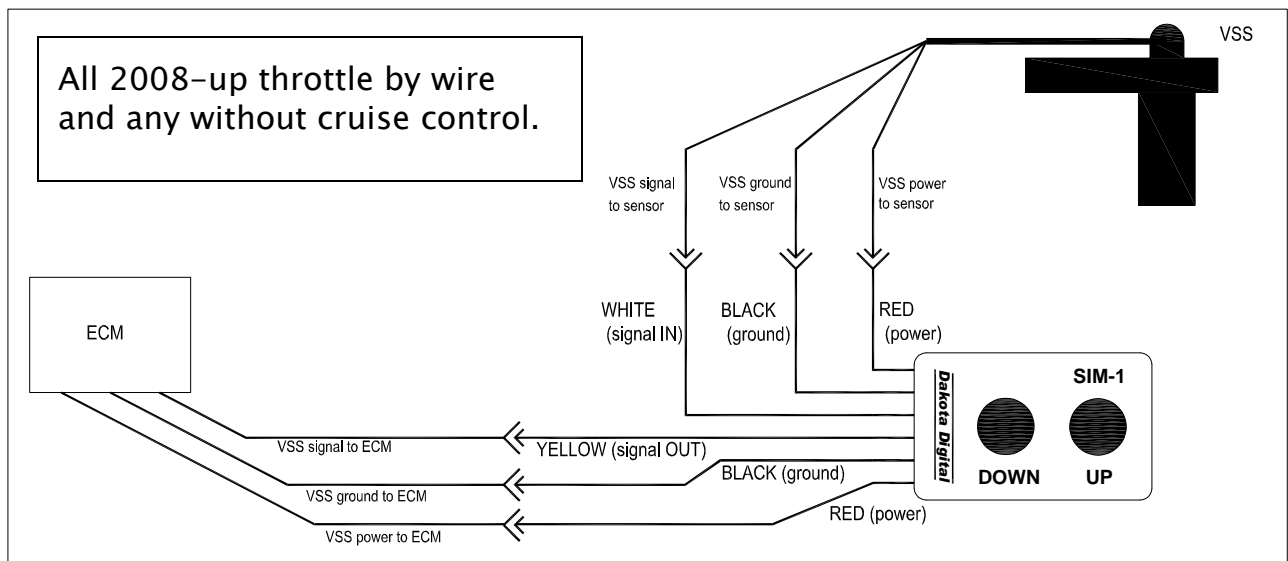 All 2008-up throttle by wire
and any without cruise control.
VSS
VSS signal
to sensor
VSS ground
to sensor
VSS power
to sensor
WHITE
(signal IN)
BLACK
(ground)
RED
(power)
ECM
Dakota Digital
SIM-1
DOWN
UP
VSS signal to ECM
YELLOW (signal OUT)
VSS ground to ECM
BLACK (ground)
VSS power to ECM
RED (power)